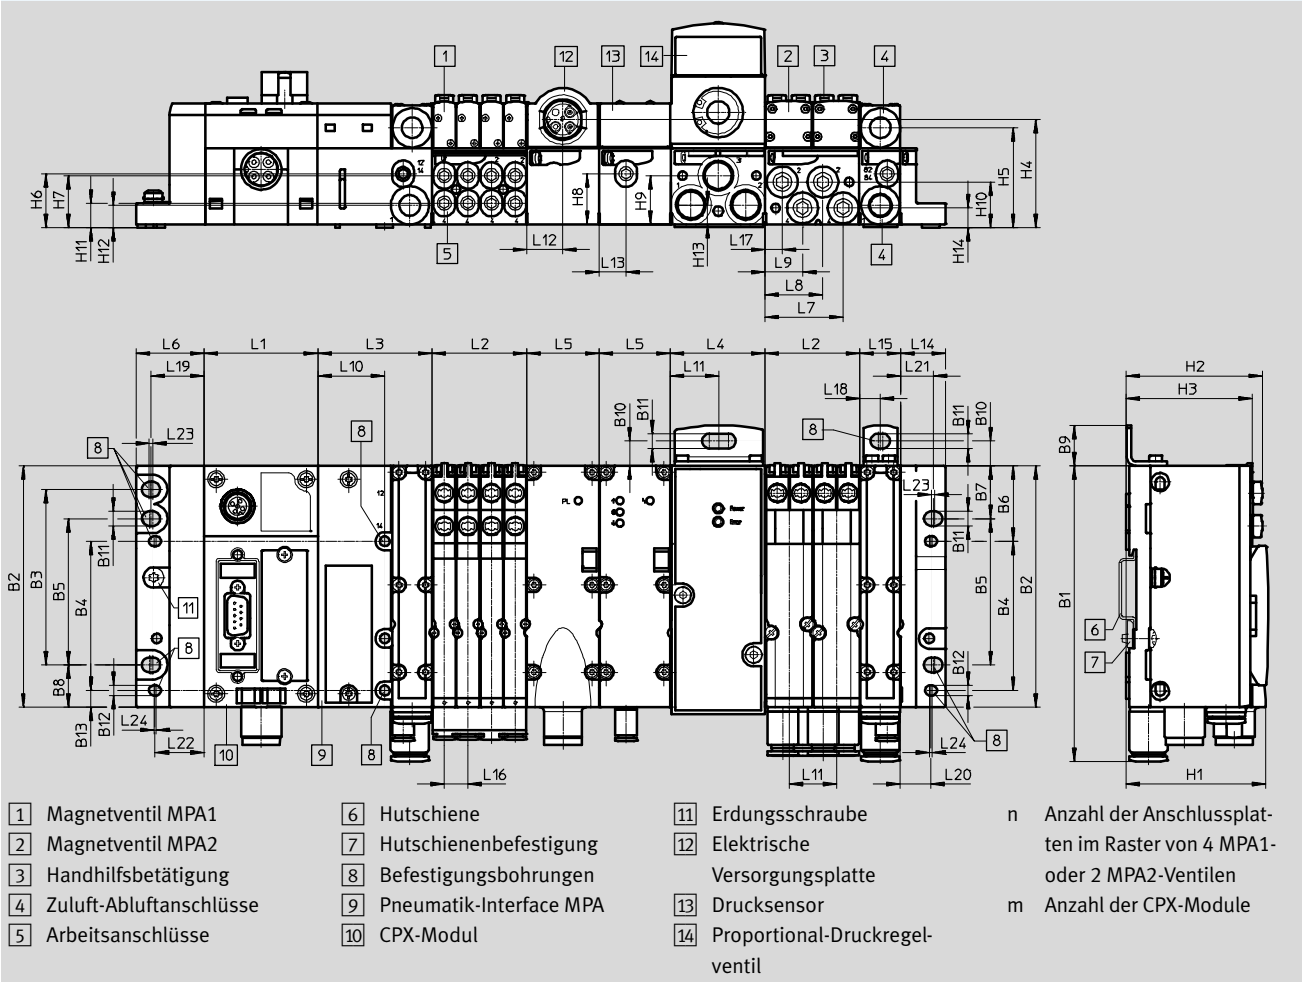 1 12 13 14 2 3 4
H6 H7 H11 H12 H8 H9 H10 H5 H4
5 L12 L13 H13 L17 L9 L8 L7 4 H14
L6 L1 L3 L2 L5 L5 L4 L2 L15 L14 H2
L19 L10 L11 L18 L21 H3
L23 8 B10 B11 8 B11 B10 B9
8
B2 B3 B5 B4 B11 PL Power Error L23 B7 B6 B11 B5 B4 B2 B1
11 6
8 7
B8 B12 B12
L24 B13 B12 L22 10 9 8 L16 L11 L24 L20 8 H1
1 Magnetventil MPA1
2 Magnetventil MPA2
3 Handhilfsbetätigung
4 Zuluft-Abluftanschlüsse
5 Arbeitsanschlüsse
6 Hutschiene
7 Hutschienenbefestigung
8 Befestigungsbohrungen
9 Pneumatik-Interface MPA
10 CPX-Modul
11 Erdungsschraube
12 Elektrische
Versorgungsplatte
13 Drucksensor
14 Proportional-Druckregel-
ventil
n Anzahl der Anschlussplat-
ten im Raster von 4 MPA1-
oder 2 MPA2-Ventilen
m Anzahl der CPX-Module